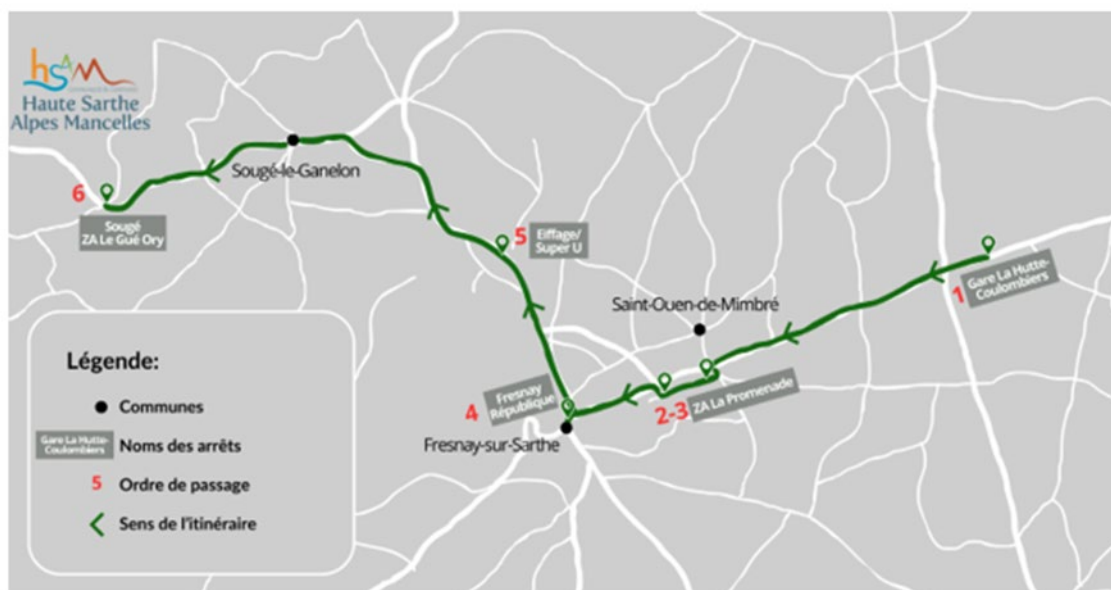 hsam
Haute Sarthe
Alpes Mancelles
Sougé-le-Ganelon
6
Sougé
ZA Le Gué Ory
5
Eiffage/
Super U
1
Gare La Hutte-
Coulombiers
Saint-Ouen-de-Mimbré
2-3
ZA La Promenade
4
Fresnay
République
Fresnay-sur-Sarthe
Légende:
Communes
Gare La Hutte-
Coulombiers
Noms des arrêts
5
Ordre de passage
Sens de l'itinéraire